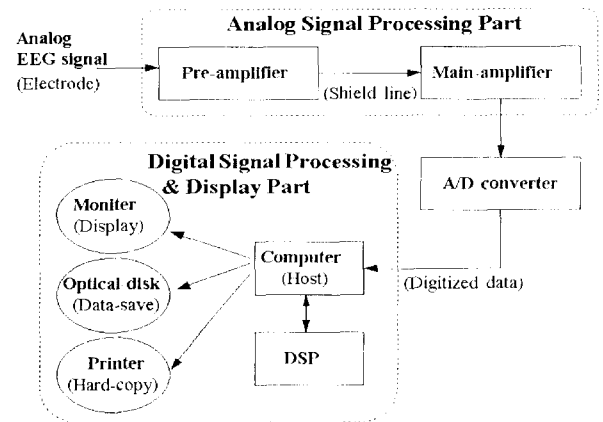 Analog Signal Processing Part
Analog
EEG signal
(Electrode)
Pre-amplifier
(Shield line)
Main-amplifier
A/D converter
(Digitized data)
Digital Signal Processing
& Display Part
Moniter
(Display)
Optical disk
(Data-save)
Printer
(Hard-copy)
Computer
(Host)
DSP